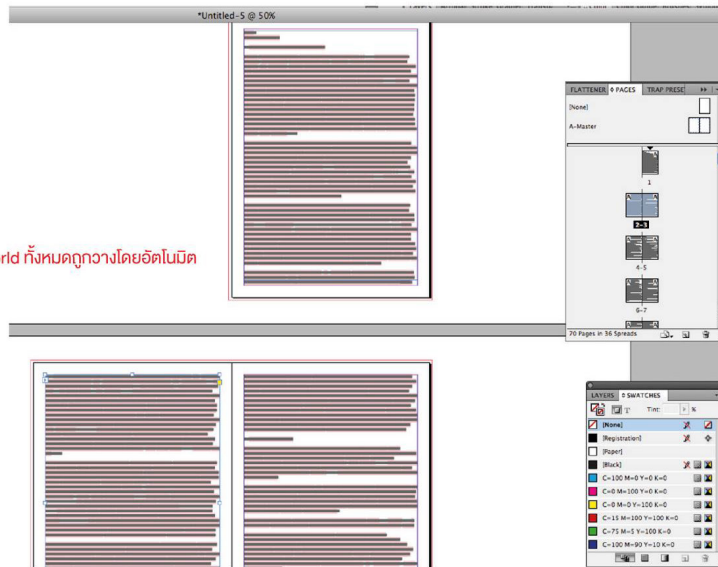 *Untitled-5 @ 50%
FLATTENER PAGES TRAP PRESE
[None]
A-Master
1
2-3
4-5
6-7
70 Pages in 36 Spreads
rld ทั้งหมดถูกวางโดยอัตโนมัต
LAYERS SWATCHES
Tint: %
[None]
[Registration]
[Paper]
[Black]
C=100 M=0 Y=0 K=0
C=0 M=100 Y=0 K=0
C=0 M=0 Y=100 K=0
C=15 M=100 Y=100 K=0
C=75 M=5 Y=100 K=0
C=100 M=90 Y=10 K=0